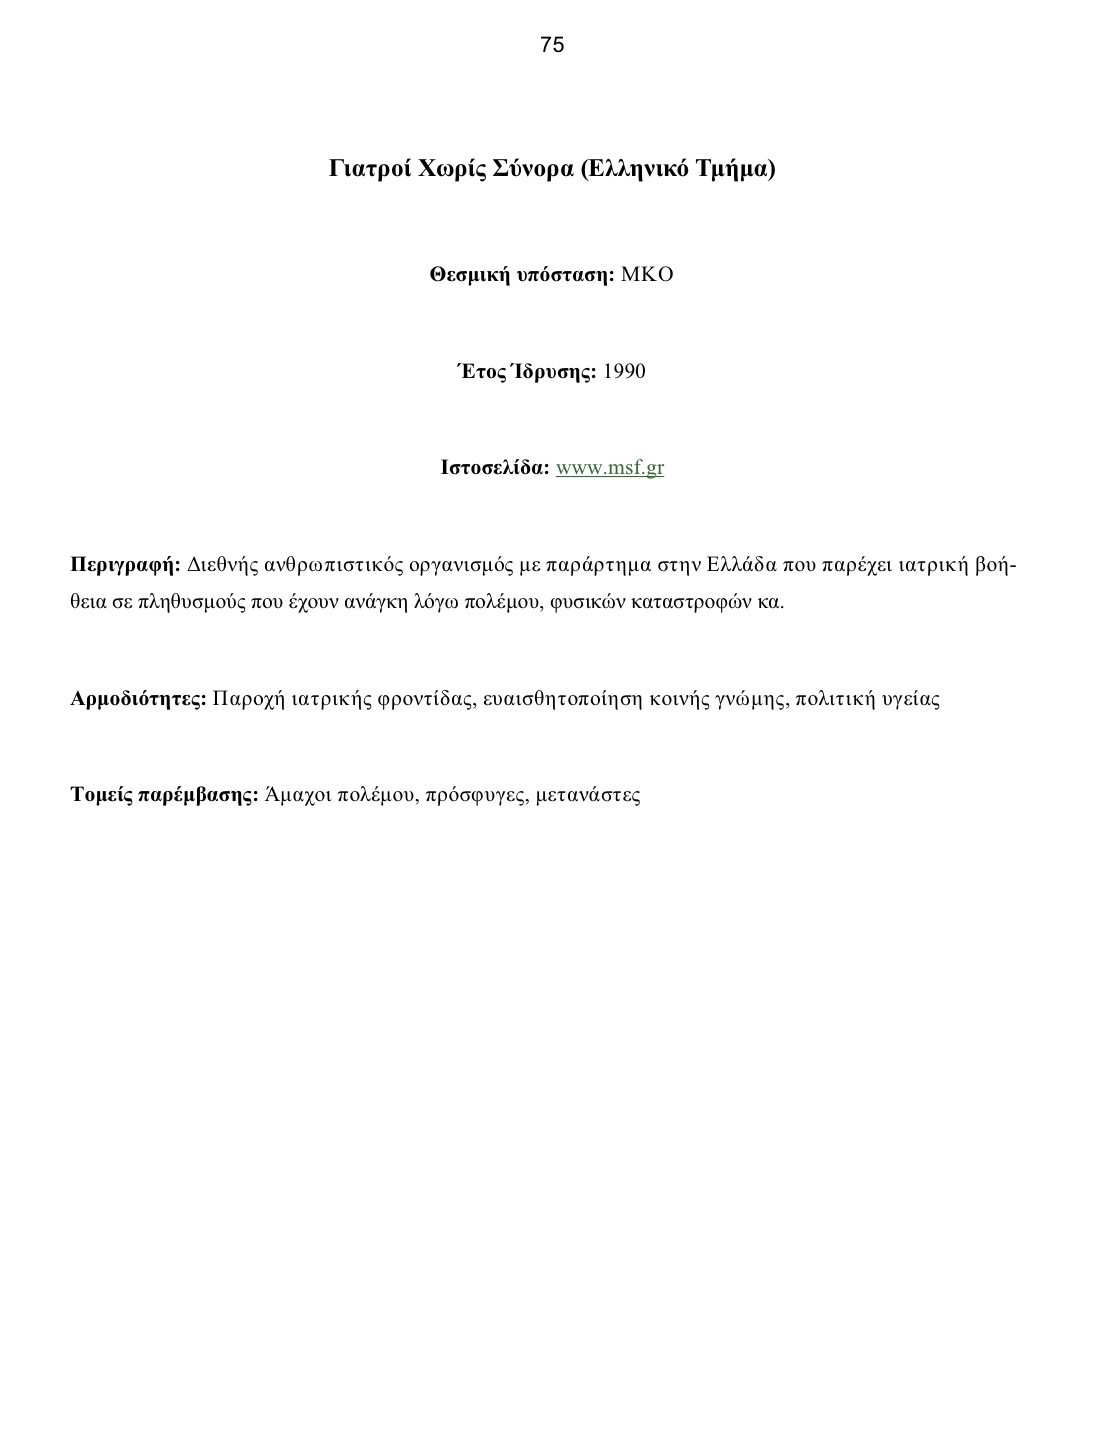 75
Γιατροί Χωρίς Σύνορα (Ελληνικό Τμήμα)
Θεσμική υπόσταση: ΜΚΟ
Έτος Ίδρυσης: 1990
Ιστοσελίδα: www.msf.gr
Περιγραφή: Διεθνής ανθρωπιστικός οργανισμός με παράρτημα στην Ελλάδα που παρέχει ιατρική βοή-
θεια σε πληθυσμούς που έχουν ανάγκη λόγω πολέμου, φυσικών καταστροφών κα.
Αρμοδιότητες: Παροχή ιατρικής φροντίδας, ευαισθητοποίηση κοινής γνώμης, πολιτική υγείας
Τομείς παρέμβασης: Άμαχοι πολέμου, πρόσφυγες, μετανάστες